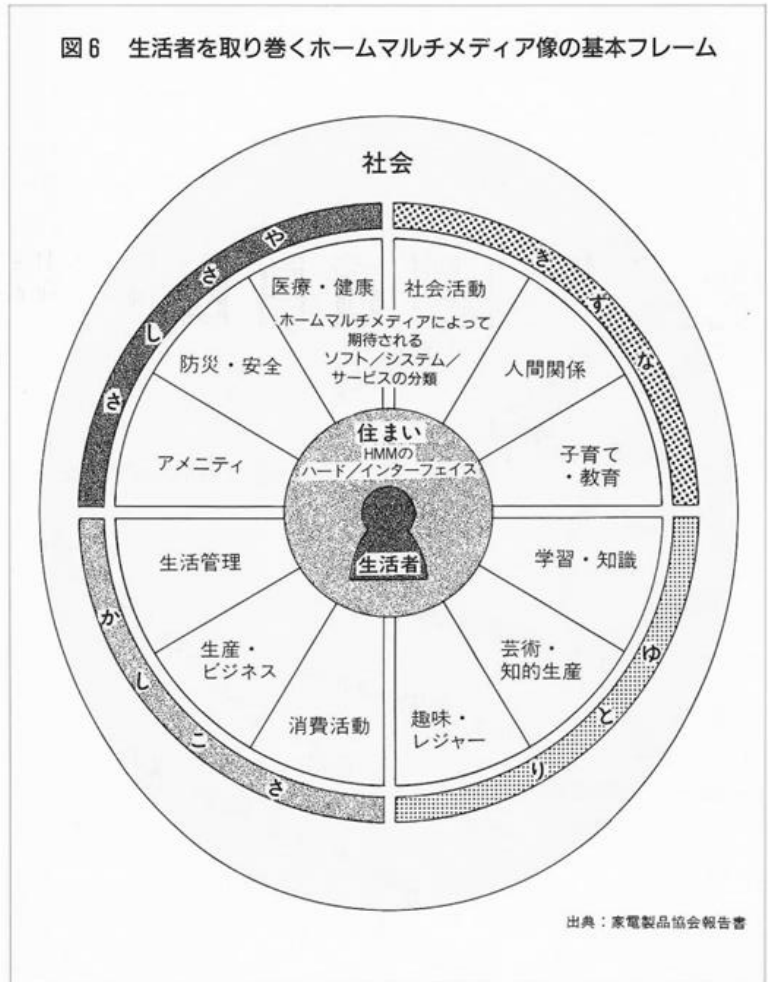 図6 生活者を取り巻くホームマルチメディア像の基本フレーム
社会
やさしさ
きずな
医療・健康
社会活動
ホームマルチメディアによって
期待される
ソフト/システム/
サービスの分類
防災・安全
人間関係
アメニティ
子育て
・教育
住まい
HMMの
ハード/インターフェイス
生活者
生活管理
学習・知識
生産・
ビジネス
芸術・
知的生産
消費活動
趣味・
レジャー
かしこさ
ゆとり
出典:家電製品協会報告書